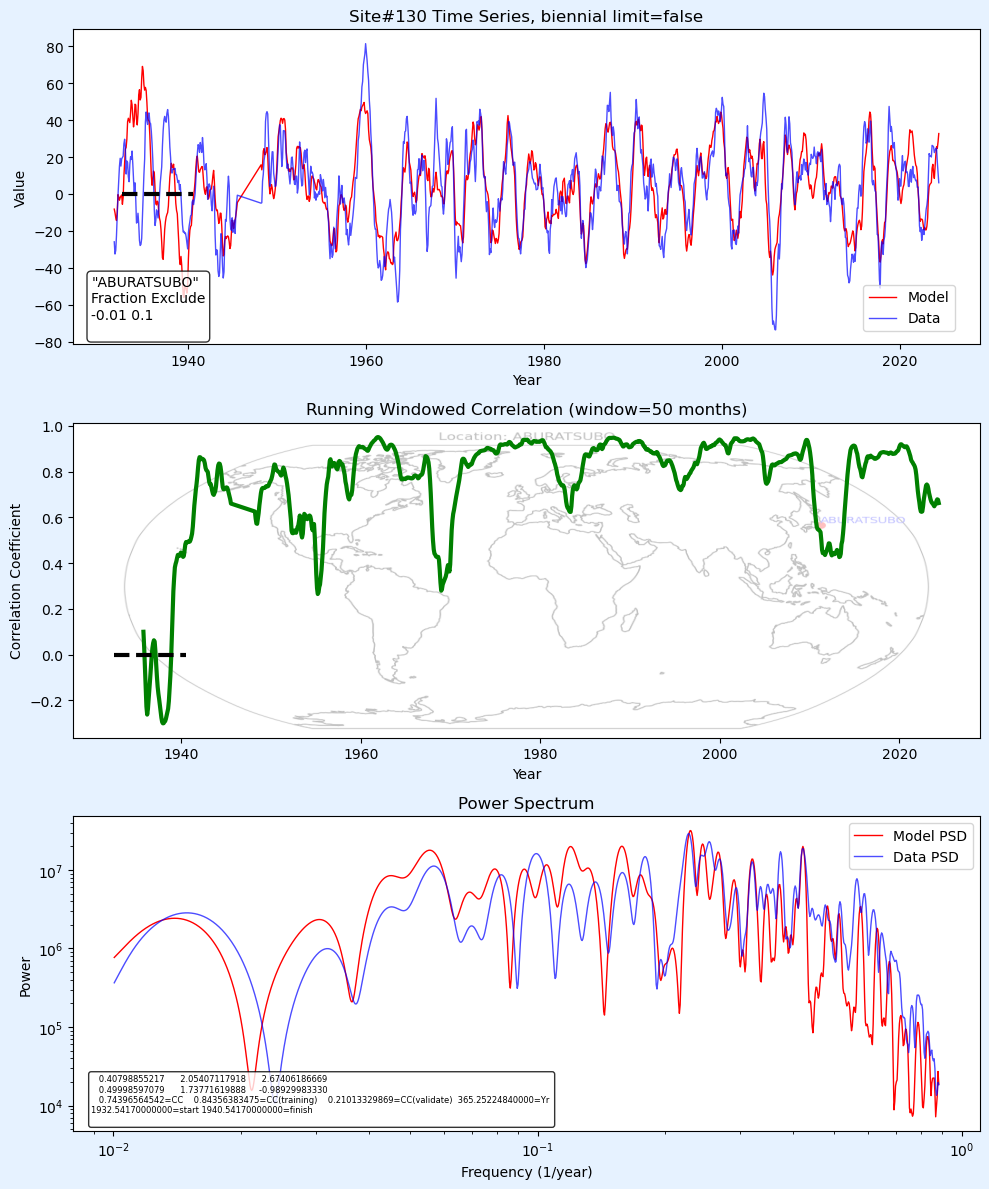 Site#130 Time Series, biennial limit=false
Value
80
60
40
20
0
−20
−40
−60
−80
"ABURATSUBO"
Fraction Exclude
-0.01 0.1
Model
Data
1940
1960
1980
2000
2020
Year
Running Windowed Correlation (window=50 months)
Location: ABURATSUBO
ABURATSUBO
Correlation Coefficient
1.0
0.8
0.6
0.4
0.2
0.0
−0.2
1940
1960
1980
2000
2020
Year
Power Spectrum
Model PSD
Data PSD
Power
10⁷
10⁶
10⁵
10⁴
0.40798855217 2.05407117918 2.67406186669
0.49998597079 1.73771619888 -0.98929983330
0.74396564542=CC 0.84356383475=CC(training) 0.21013329869=CC(validate) 365.25224840000=Yr
1932.54170000000=start 1940.54170000000=finish
10⁻²
10⁻¹
10⁰
Frequency (1/year)